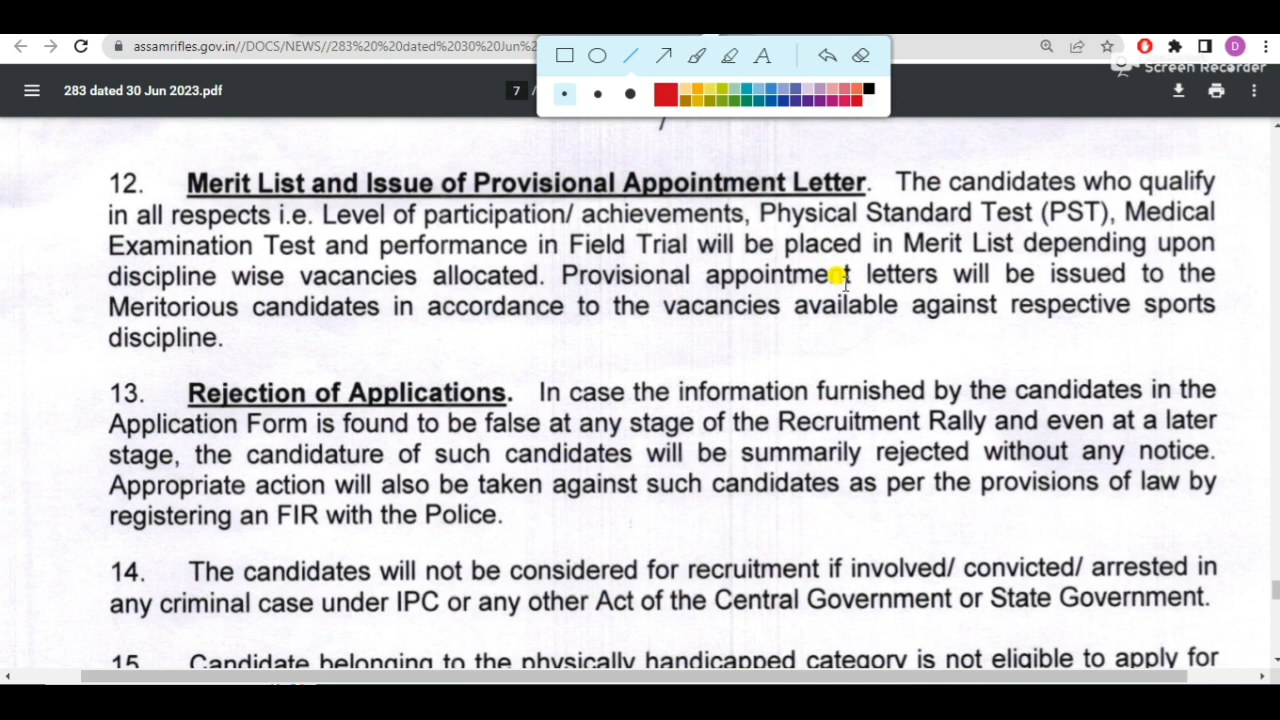 assamrifles.gov.in//DOCS/NEWS//283%20%20dated%2030%20Jun%2
Screen Recorder
283 dated 30 Jun 2023.pdf
7 /
12. Merit List and Issue of Provisional Appointment Letter. The candidates who qualify
in all respects i.e. Level of participation/ achievements, Physical Standard Test (PST), Medical
Examination Test and performance in Field Trial will be placed in Merit List depending upon
discipline wise vacancies allocated. Provisional appointment letters will be issued to the
Meritorious candidates in accordance to the vacancies available against respective sports
discipline.
13. Rejection of Applications. In case the information furnished by the candidates in the
Application Form is found to be false at any stage of the Recruitment Rally and even at a later
stage, the candidature of such candidates will be summarily rejected without any notice.
Appropriate action will also be taken against such candidates as per the provisions of law by
registering an FIR with the Police.
14. The candidates will not be considered for recruitment if involved/ convicted/ arrested in
any criminal case under IPC or any other Act of the Central Government or State Government.
15 Candidate belonging to the physically handicapped category is not eligible to apply for